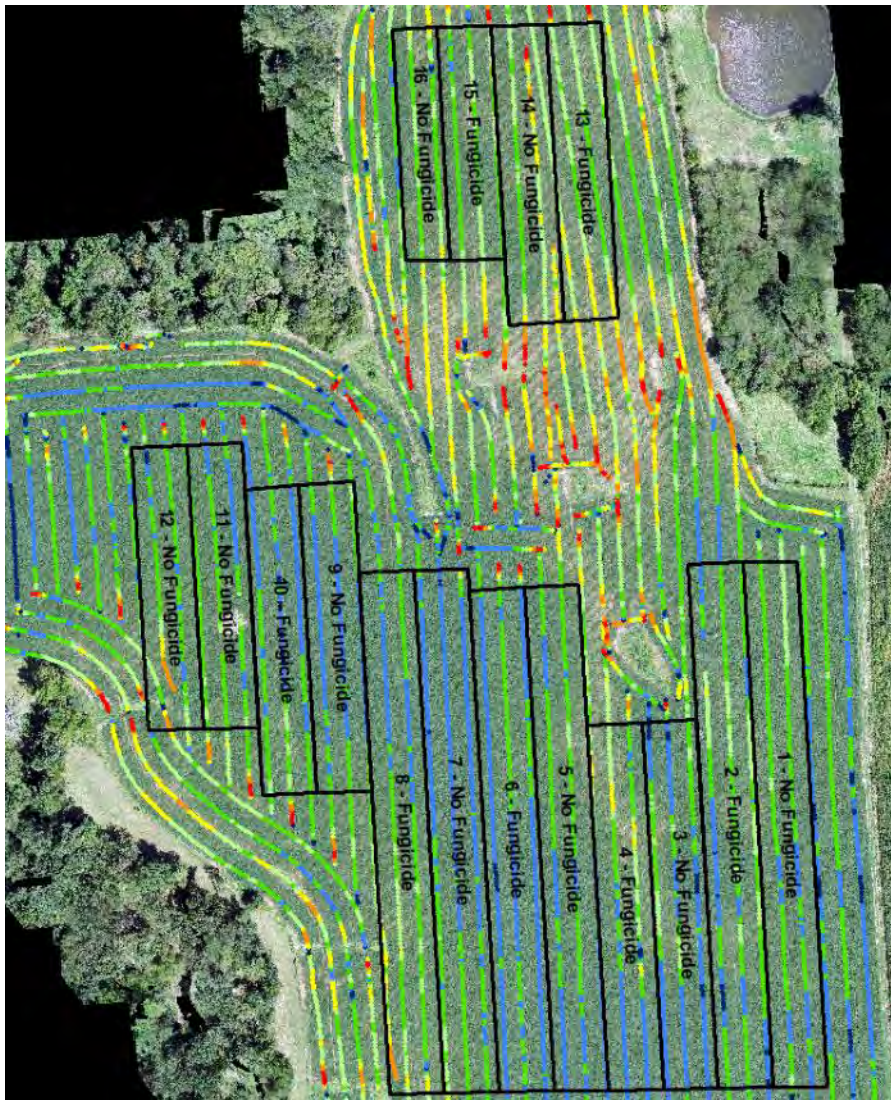 16 - No Fungicide
15 - Fungicide
14 - No Fungicide
13 - Fungicide
12 - No Fungicide
11 - No Fungicide
10 - Fungicide
9 - No Fungicide
8 - Fungicide
7 - No Fungicide
6 - Fungicide
5 - No Fungicide
4 - Fungicide
3 - No Fungicide
2 - Fungicide
1 - No Fungicide